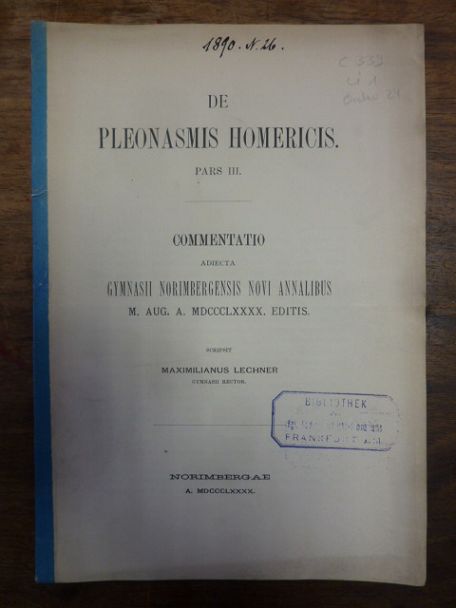 1890. N. 26.
DE
PLEONASMIS HOMERICIS.
PARS III.
COMMENTATIO
ADIECTA
GYMNASII NORIMBERGENSIS NOVI ANNALIBUS
M. AUG. A. MDCCCLXXXX. EDITIS.
SCRIPSIT
MAXIMILIANUS LECHNER
GYMNASII RECTOR.
BIBLIOTHEK
FRANKFURT A.M.
NORIMBERGAE
A. MDCCCLXXXX.